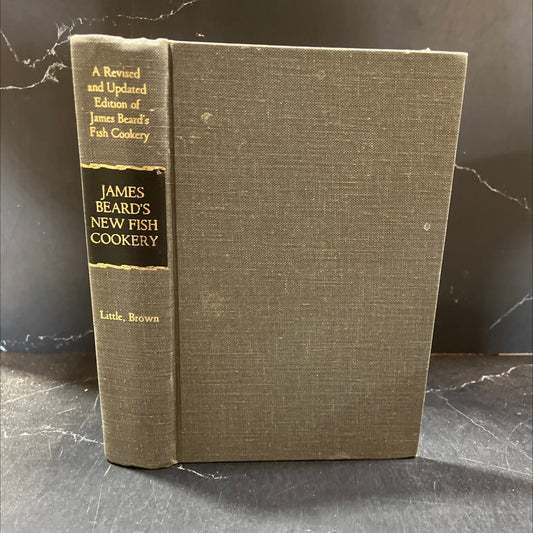 A Revised
and Updated
Edition of
James Beard's
Fish Cookery
JAMES
BEARD'S
NEW FISH
COOKERY
Little, Brown